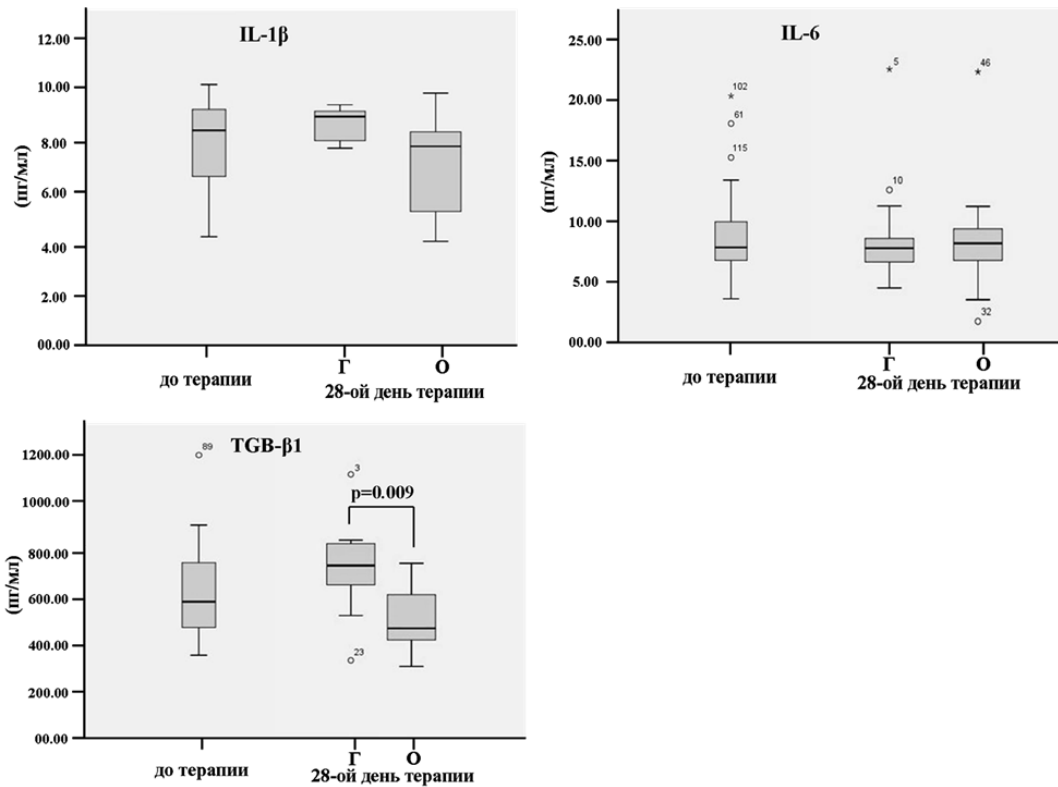 IL-1β
12.00
10.00
8.00
6.00
4.00
2.00
00.00
(пг/мл)
до терапии
Г
О
28-ой день терапии
IL-6
25.00
20.00
15.00
10.00
5.00
00.00
(пг/мл)
102
61
115
5
10
46
32
до терапии
Г
О
28-ой день терапии
TGB-β1
1200.00
1000.00
800.00
600.00
400.00
200.00
00.00
(пг/мл)
89
3
p=0.009
23
до терапии
Г
О
28-ой день терапии